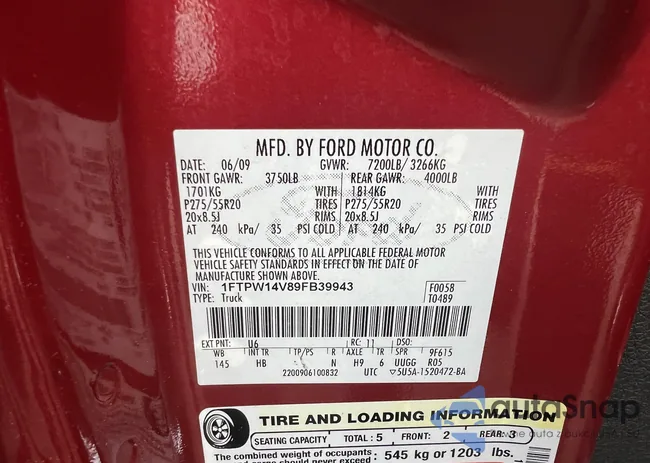 MFD. BY FORD MOTOR CO.
DATE: 06/09 GVWR: 7200LB/ 3266KG
FRONT GAWR: 3750LB REAR GAWR: 4000LB
1701KG WITH 1814KG WITH
P275/55R20 TIRES P275/55R20 TIRES
20x8.5J RIMS 20x8.5J RIMS
AT 240 kPa/ 35 PSI COLD AT 240 kPa/ 35 PSI COLD
THIS VEHICLE CONFORMS TO ALL APPLICABLE FEDERAL MOTOR
VEHICLE SAFETY STANDARDS IN EFFECT ON THE DATE OF
MANUFACTURE SHOWN ABOVE.
VIN: 1FTPW14V89FB39943 F0058
TYPE: Truck T0489
EXT PNT: U6 RC: 11 DSO:
WB INT TR TP/PS R AXLE TR SPR 9F615
145 HB 5 N H9 6 UUGG R05
2200906100832 UTC 5U5A-1520472-BA
TIRE AND LOADING INFORMATION
SEATING CAPACITY TOTAL: 5 FRONT: 2 REAR: 3
The combined weight of occupants
and cargo should never exceed: 545 kg or 1203 lbs.
autoSnap